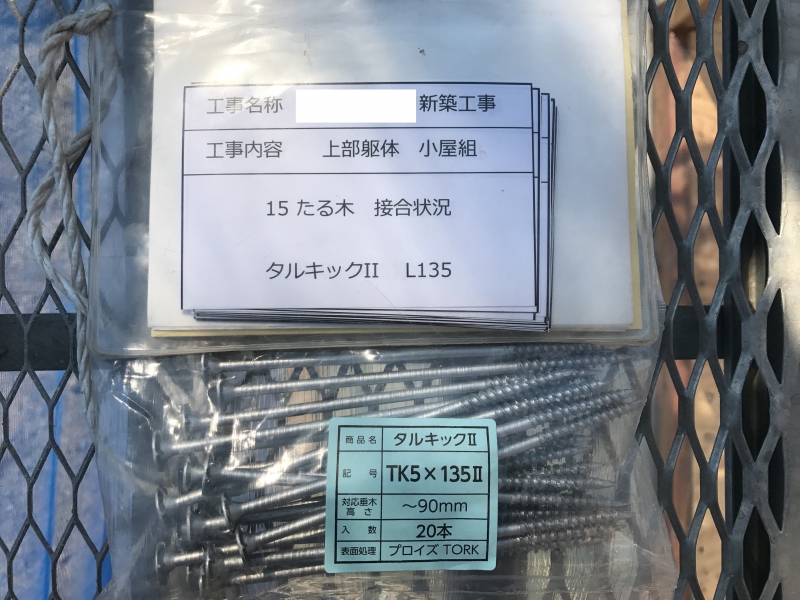 工事名称 新築工事
工事内容 上部躯体 小屋組
15 たる木 接合状況
タルキックII L135
商品名 タルキックⅡ
記号 TK5×135Ⅱ
対応垂木高さ ～90mm
入数 20本
表面処理 プロイズ TORK